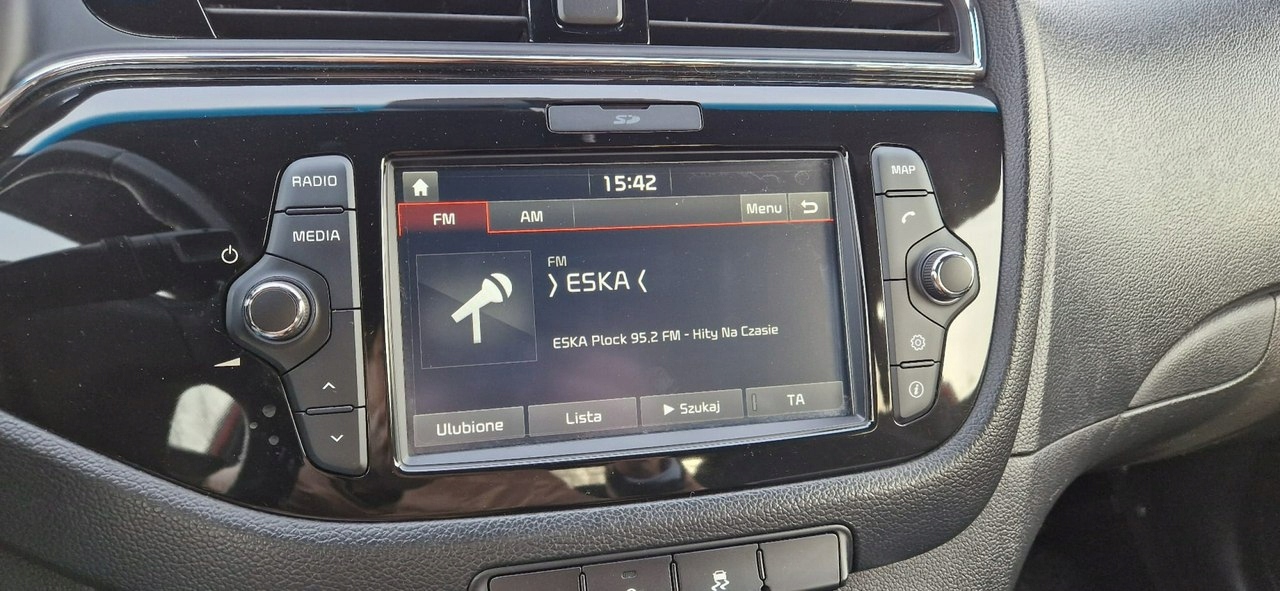 SD
RADIO
MEDIA
MAP
15:42
FM
AM
Menu
FM
ESKA
ESKA Plock 95.2 FM - Hity Na Czasie
Ulubione
Lista
Szukaj
TA